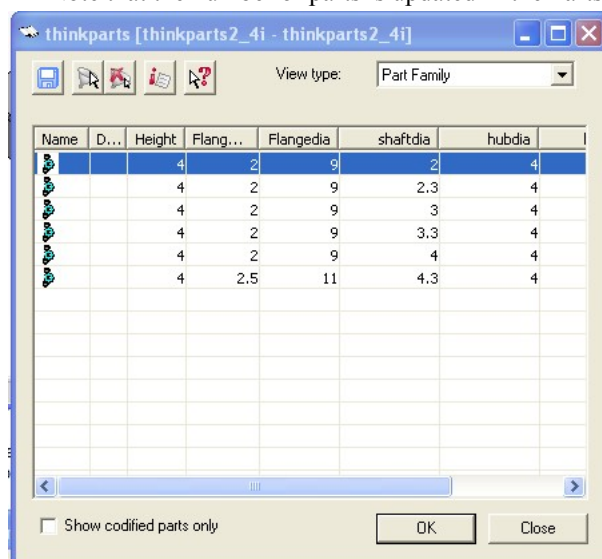 thinkparts [thinkparts2_4i - thinkparts2_4i]
View type: Part Family
Name D... Height Flang... Flangedia shaftdia hubdia
4 2 9 2 4
4 2 9 2.3 4
4 2 9 3 4
4 2 9 3.3 4
4 2 9 4 4
4 2.5 11 4.3 4
Show codified parts only OK Close